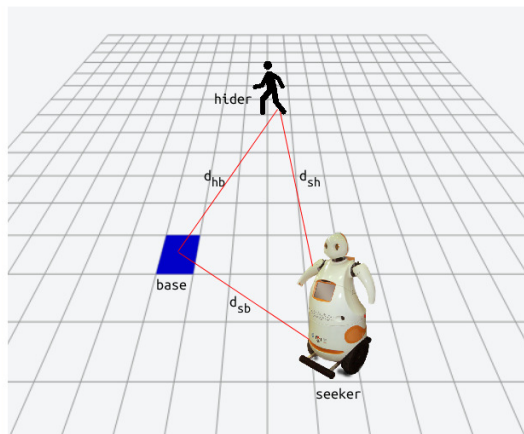 hider
d_hb
d_sh
base
d_sb
seeker